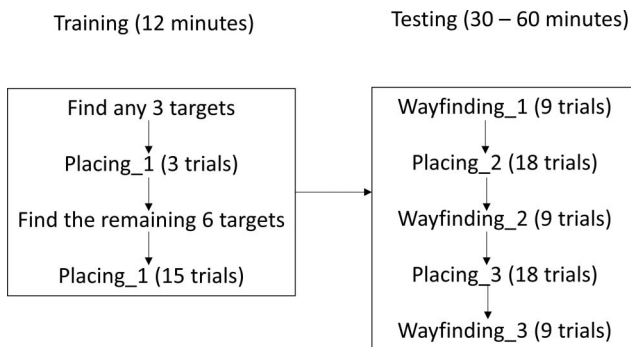 Training (12 minutes)
Testing (30 – 60 minutes)
Find any 3 targets
Placing_1 (3 trials)
Find the remaining 6 targets
Placing_1 (15 trials)
Wayfinding_1 (9 trials)
Placing_2 (18 trials)
Wayfinding_2 (9 trials)
Placing_3 (18 trials)
Wayfinding_3 (9 trials)